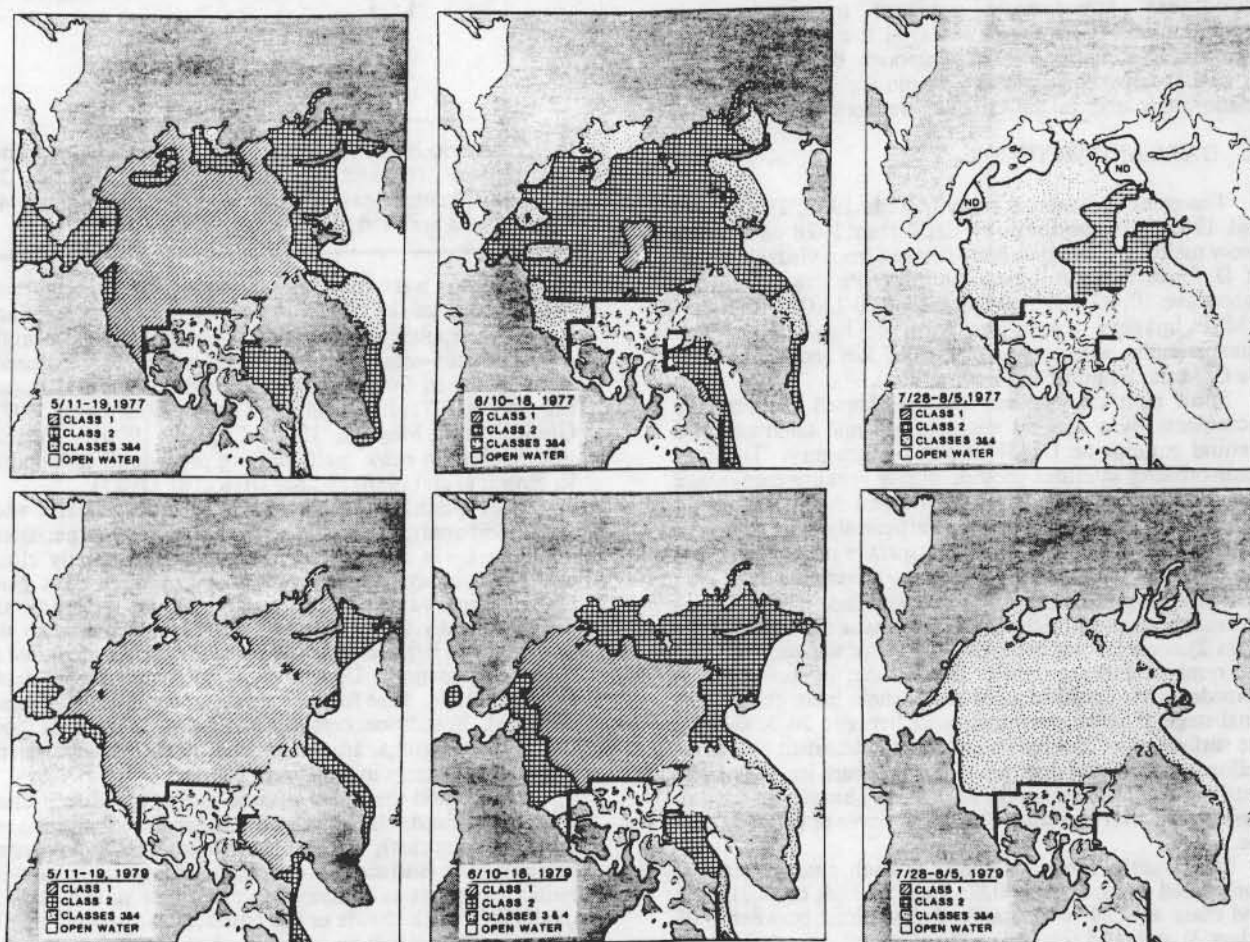 5/11-19, 1977
CLASS 1
CLASS 2
CLASSES 3&4
OPEN WATER
6/10-18, 1977
CLASS 1
CLASS 2
CLASSES 3&4
OPEN WATER
ND
ND
7/28-8/5, 1977
CLASS 1
CLASS 2
CLASSES 3&4
OPEN WATER
5/11-19, 1979
CLASS 1
CLASS 2
CLASSES 3&4
OPEN WATER
6/10-18, 1979
CLASS 1
CLASS 2
CLASSES 3 & 4
OPEN WATER
7/28-8/5, 1979
CLASS 1
CLASS 2
CLASSES 3&4
OPEN WATER